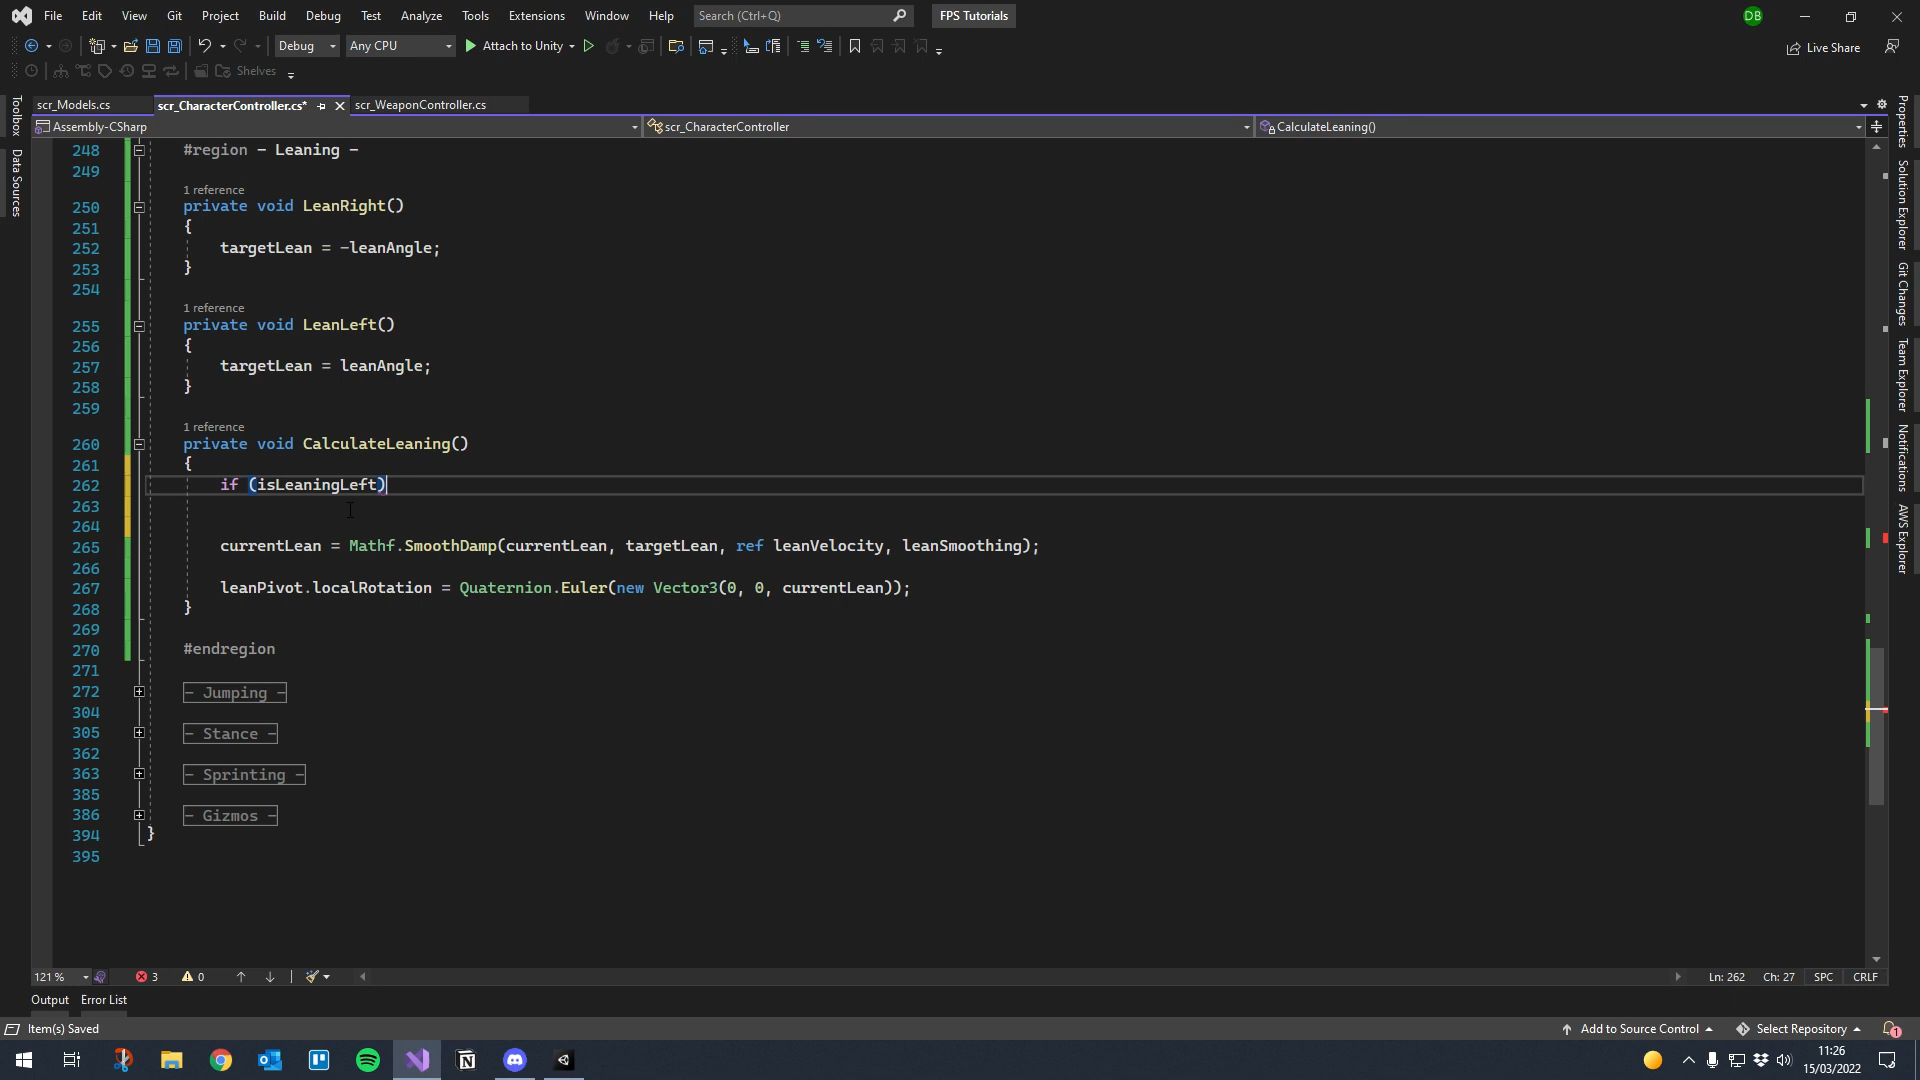 File Edit View Git Project Build Debug Test Analyze Tools Extensions Window Help Search (Ctrl+Q) FPS Tutorials DB
Debug Any CPU Attach to Unity Live Share
Shelves
scr_Models.cs scr_CharacterController.cs* scr_WeaponController.cs
Assembly-CSharp scr_CharacterController CalculateLeaning()
Toolbox
Data Sources
248 #region - Leaning -
249
1 reference
250 private void LeanRight()
251 {
252 targetLean = -leanAngle;
253 }
254
1 reference
255 private void LeanLeft()
256 {
257 targetLean = leanAngle;
258 }
259
1 reference
260 private void CalculateLeaning()
261 {
262 if (isLeaningLeft)
263
264
265 currentLean = Mathf.SmoothDamp(currentLean, targetLean, ref leanVelocity, leanSmoothing);
266
267 leanPivot.localRotation = Quaternion.Euler(new Vector3(0, 0, currentLean));
268 }
269
270 #endregion
271
272 - Jumping -
304
305 - Stance -
362
363 - Sprinting -
385
386 - Gizmos -
394 }
395
Properties
Solution Explorer
Git Changes
Team Explorer
Notifications
AWS Explorer
121 % 3 0 Ln: 262 Ch: 27 SPC CRLF
Output Error List
Item(s) Saved Add to Source Control Select Repository 1
11:26
15/03/2022